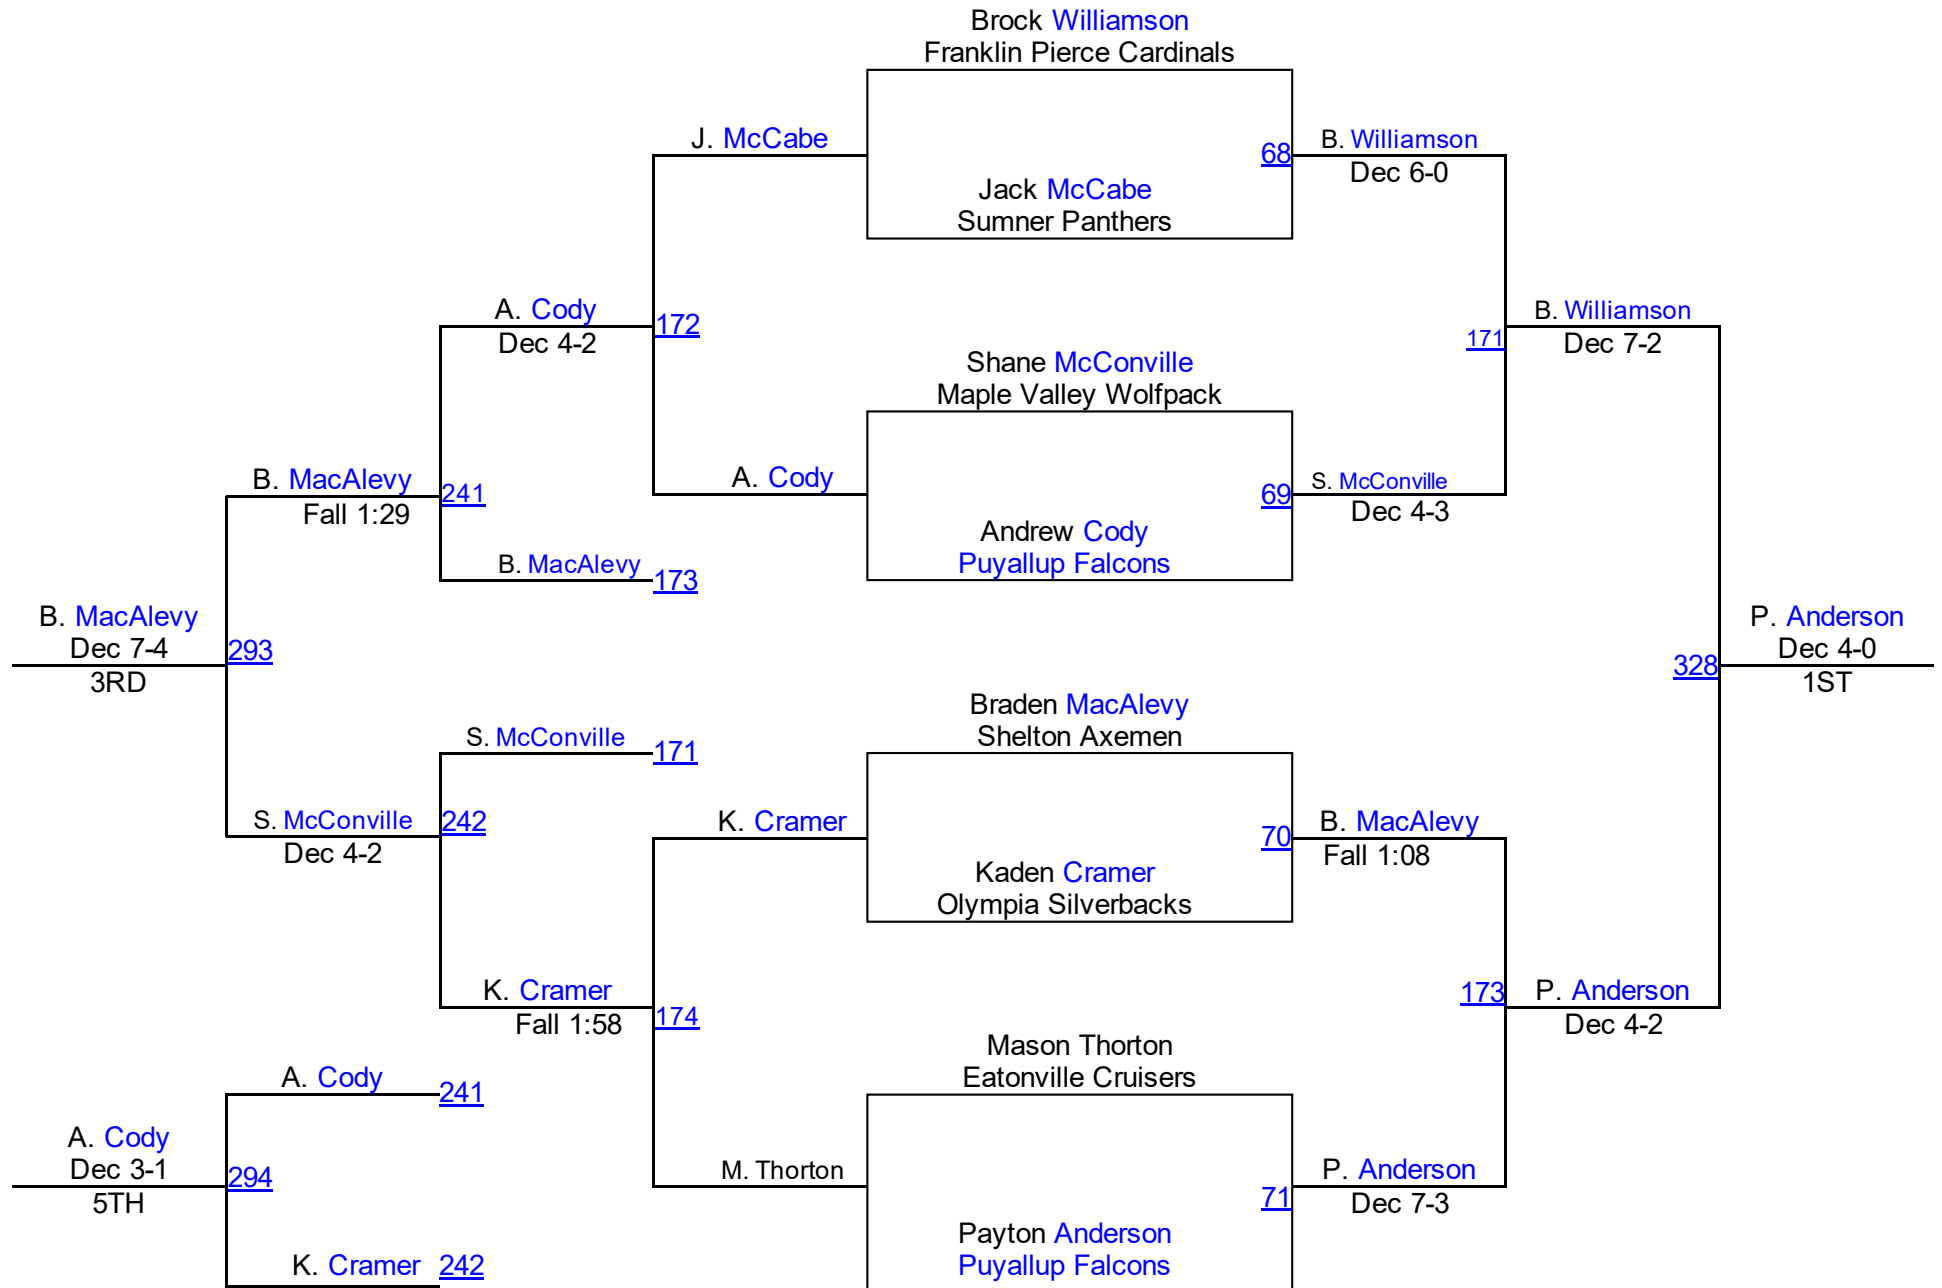 Brock Williamson
Franklin Pierce Cardinals
J. McCabe
68
B. Williamson
Dec 6-0
Jack McCabe
Sumner Panthers
A. Cody
Dec 4-2
172
B. Williamson
Dec 7-2
171
Shane McConville
Maple Valley Wolfpack
B. MacAlevy
Fall 1:29
241
A. Cody
69
S. McConville
Dec 4-3
Andrew Cody
Puyallup Falcons
B. MacAlevy
173
B. MacAlevy
Dec 7-4
3RD
293
P. Anderson
Dec 4-0
1ST
328
Braden MacAlevy
Shelton Axemen
S. McConville
171
S. McConville
Dec 4-2
242
K. Cramer
70
B. MacAlevy
Fall 1:08
Kaden Cramer
Olympia Silverbacks
K. Cramer
Fall 1:58
174
173
P. Anderson
Dec 4-2
Mason Thorton
Eatonville Cruisers
A. Cody
241
A. Cody
Dec 3-1
5TH
294
M. Thorton
71
P. Anderson
Dec 7-3
Payton Anderson
Puyallup Falcons
K. Cramer
242